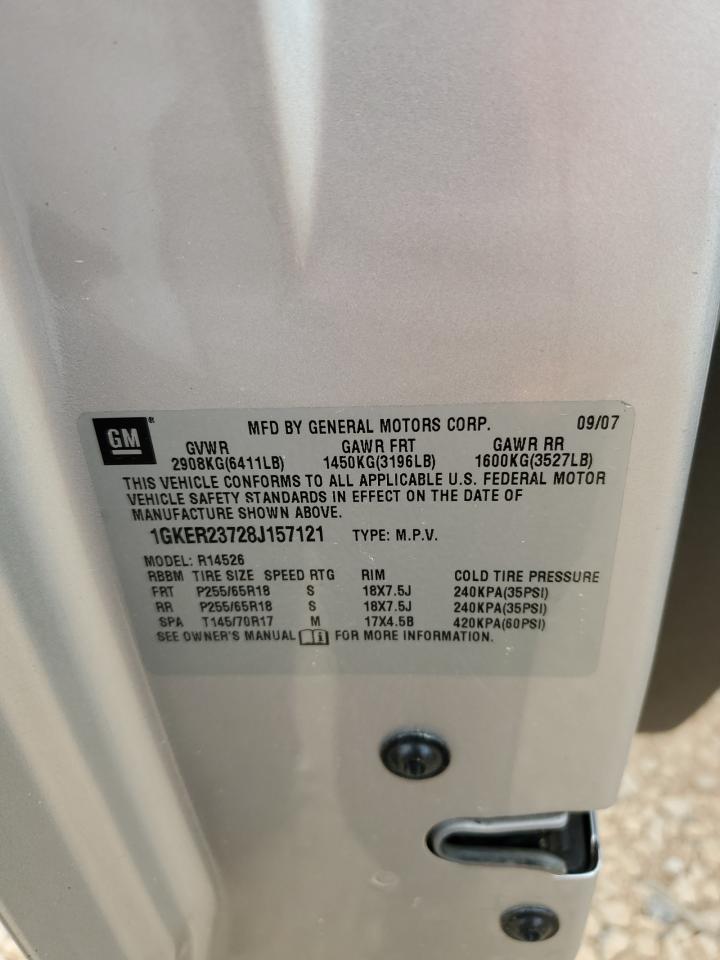 GM®
MFD BY GENERAL MOTORS CORP. 09/07
GVWR GAWR FRT GAWR RR
2908KG(6411LB) 1450KG(3196LB) 1600KG(3527LB)
THIS VEHICLE CONFORMS TO ALL APPLICABLE U.S. FEDERAL MOTOR
VEHICLE SAFETY STANDARDS IN EFFECT ON THE DATE OF
MANUFACTURE SHOWN ABOVE.
1GKER23728J157121 TYPE: M.P.V.
MODEL: R14526
RBBM TIRE SIZE SPEED RTG RIM COLD TIRE PRESSURE
FRT P255/65R18 S 18X7.5J 240KPA(35PSI)
RR P255/65R18 S 18X7.5J 240KPA(35PSI)
SPA T145/70R17 M 17X4.5B 420KPA(60PSI)
SEE OWNER'S MANUAL FOR MORE INFORMATION.